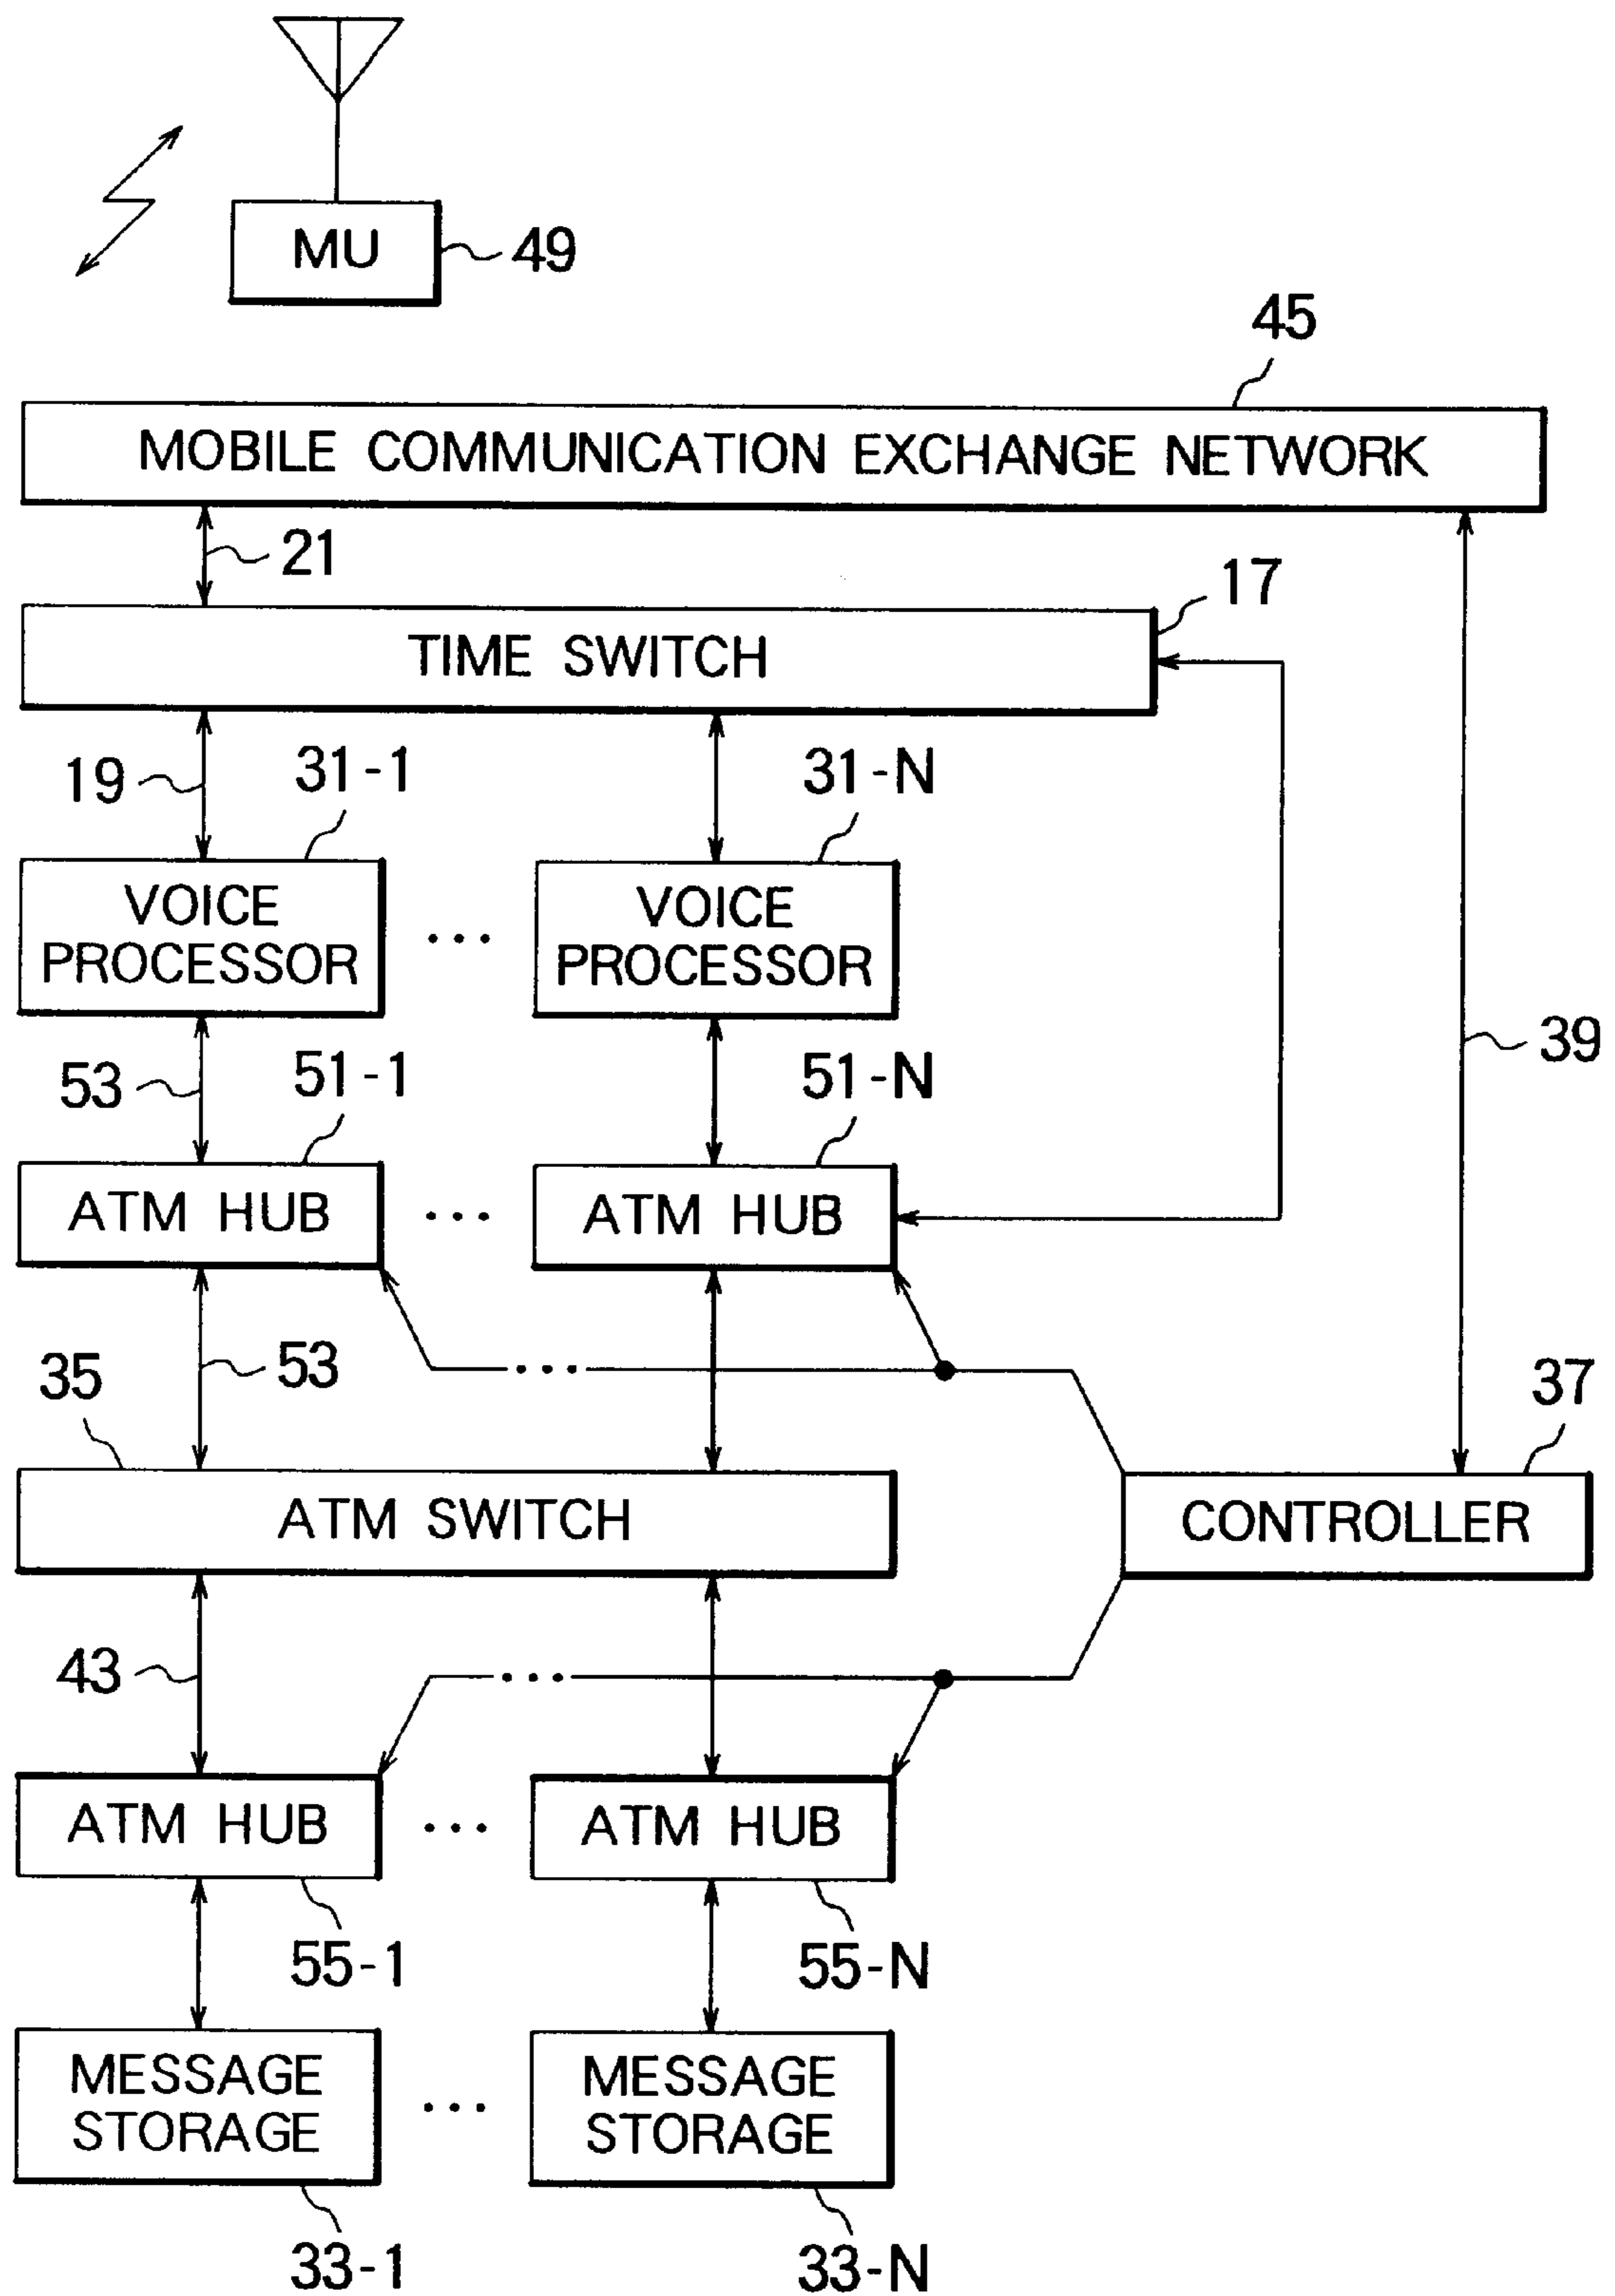 MU
49
45
MOBILE COMMUNICATION EXCHANGE NETWORK
21
17
TIME SWITCH
19
31-1
31-N
VOICE
PROCESSOR
...
VOICE
PROCESSOR
39
53
51-1
51-N
ATM HUB
...
ATM HUB
35
53
...
37
ATM SWITCH
CONTROLLER
43
...
ATM HUB
...
ATM HUB
55-1
55-N
MESSAGE
STORAGE
...
MESSAGE
STORAGE
33-1
33-N